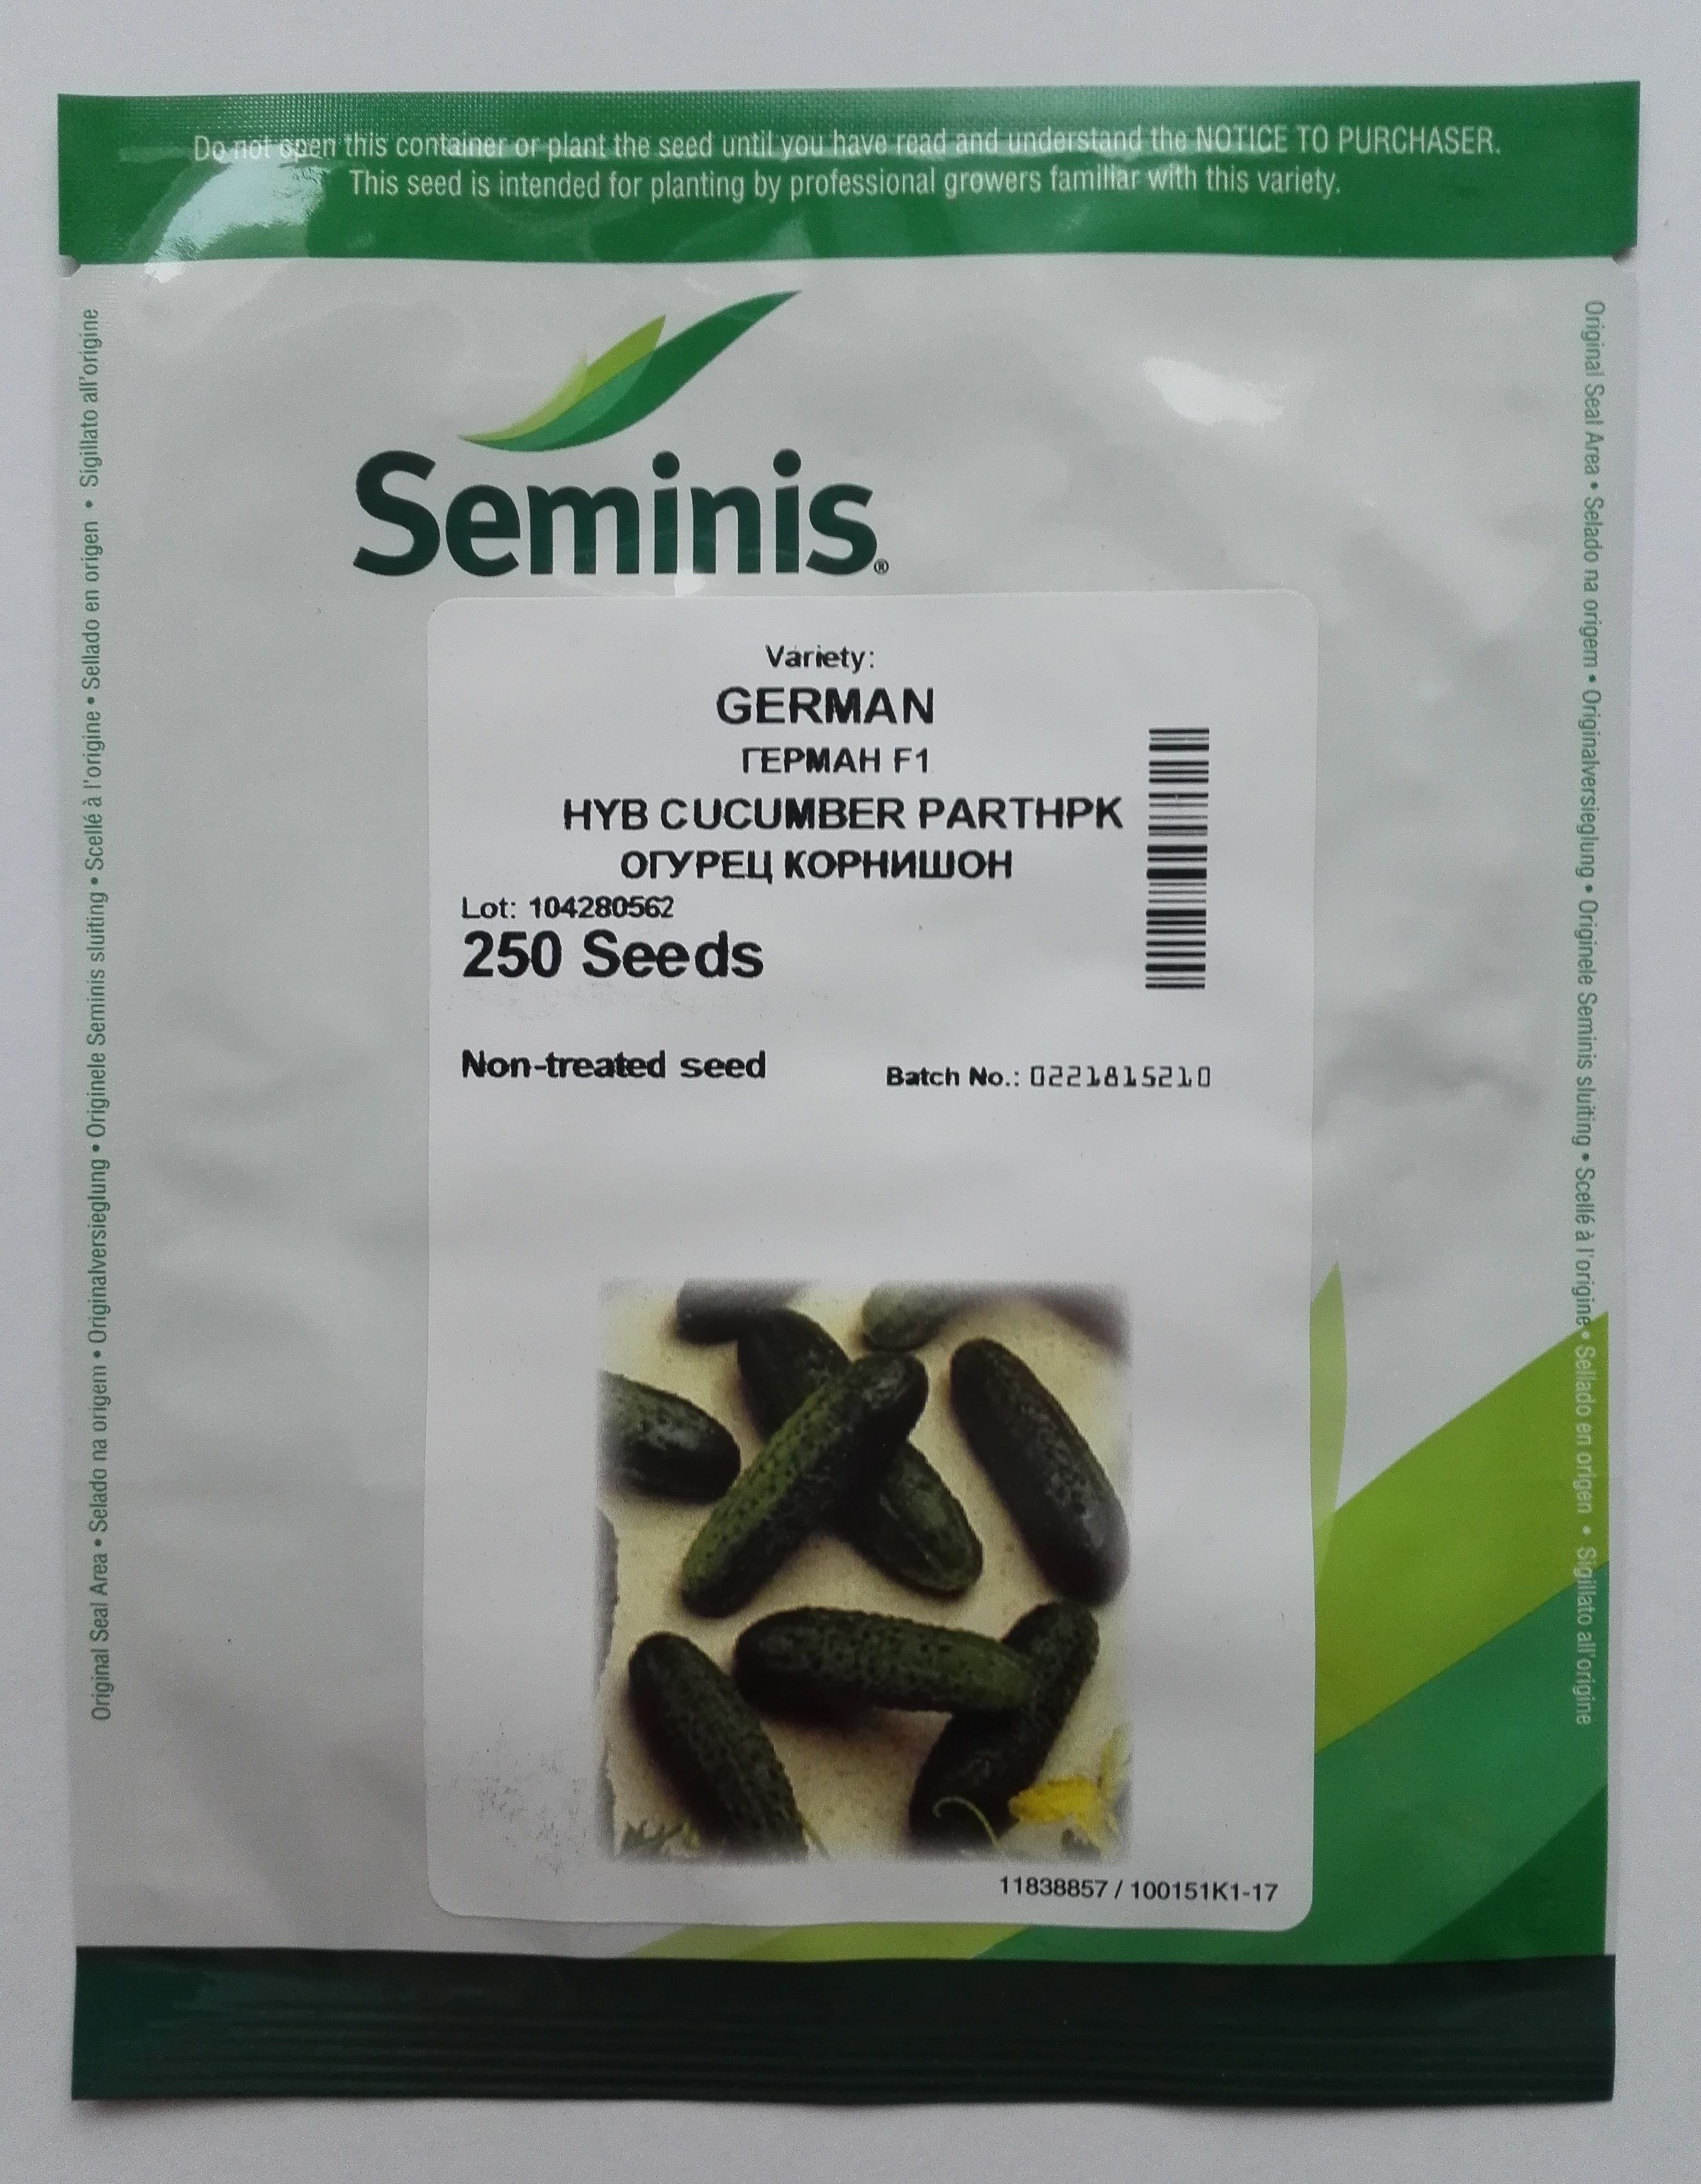 Do not open this container or plant the seed until you have read and understand the NOTICE TO PURCHASER.
This seed is intended for planting by professional growers familiar with this variety.
Seminis®
Variety:
GERMAN
ГЕРМАН F1
HYB CUCUMBER PARTHPK
ОГУРЕЦ КОРНИШОН
Lot: 104280562
250 Seeds
Non-treated seed
Batch No.: 0221815210
11838857 / 100151K1-17
Original Seal Area • Selado na origem • Originalversieglung • Originele Seminis sluiting • Scellé à l'origine • Sellado en origen • Sigillato all'origine
Original Seal Area • Selado na origem • Originalversieglung • Originele Seminis sluiting • Scellé à l'origine • Sellado en origen • Sigillato all'origine